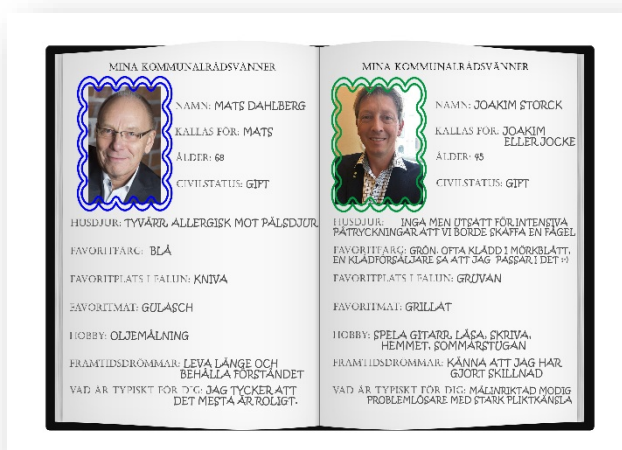 MINA KOMMUNALRÅDSVÄNNER
NAMN: MATS DAHLBERG
KALLAS FÖR: MATS
ÅLDER: 68
CIVILSTATUS: GIFT
HUSDJUR: TYVÄRR, ALLERGISK MOT PÄLSDJUR
FAVORITFÄRG: BLÅ
FAVORITPLATS I FALUN: KNIVA
FAVORITMAT: GULASCH
HOBBY: OLJEMÅLNING
FRAMTIDSDRÖMMAR: LEVA LÄNGE OCH
BEHÅLLA FÖRSTÅNDET
VAD ÄR TYPISKT FÖR DIG: JAG TYCKER ATT
DET MESTA ÄR ROLIGT.
MINA KOMMUNALRÅDSVÄNNER
NAMN: JOAKIM STORCK
KALLAS FÖR: JOAKIM
ELLER JOCKE
ÅLDER: 45
CIVILSTATUS: GIFT
HUSDJUR: INGA MEN UTSATT FÖR INTENSIVA
PÅTRYCKNINGAR ATT VI BORDE SKAFFA EN FÅGEL
FAVORITFÄRG: GRÖN. OFTA KLÄDD I MÖRKBLÅTT,
EN KLÄDFÖRSÄLJARE SA ATT JAG PASSAR I DET :-)
FAVORITPLATS I FALUN: GRUVAN
FAVORITMAT: GRILLAT
HOBBY: SPELA GITARR, LÄSA, SKRIVA,
HEMMET, SOMMARSTUGAN
FRAMTIDSDRÖMMAR: KÄNNA ATT JAG HAR
GJORT SKILLNAD
VAD ÄR TYPISKT FÖR DIG: MÅLINRIKTAD MODIG
PROBLEMLÖSARE MED STARK PLIKTKÄNSLA